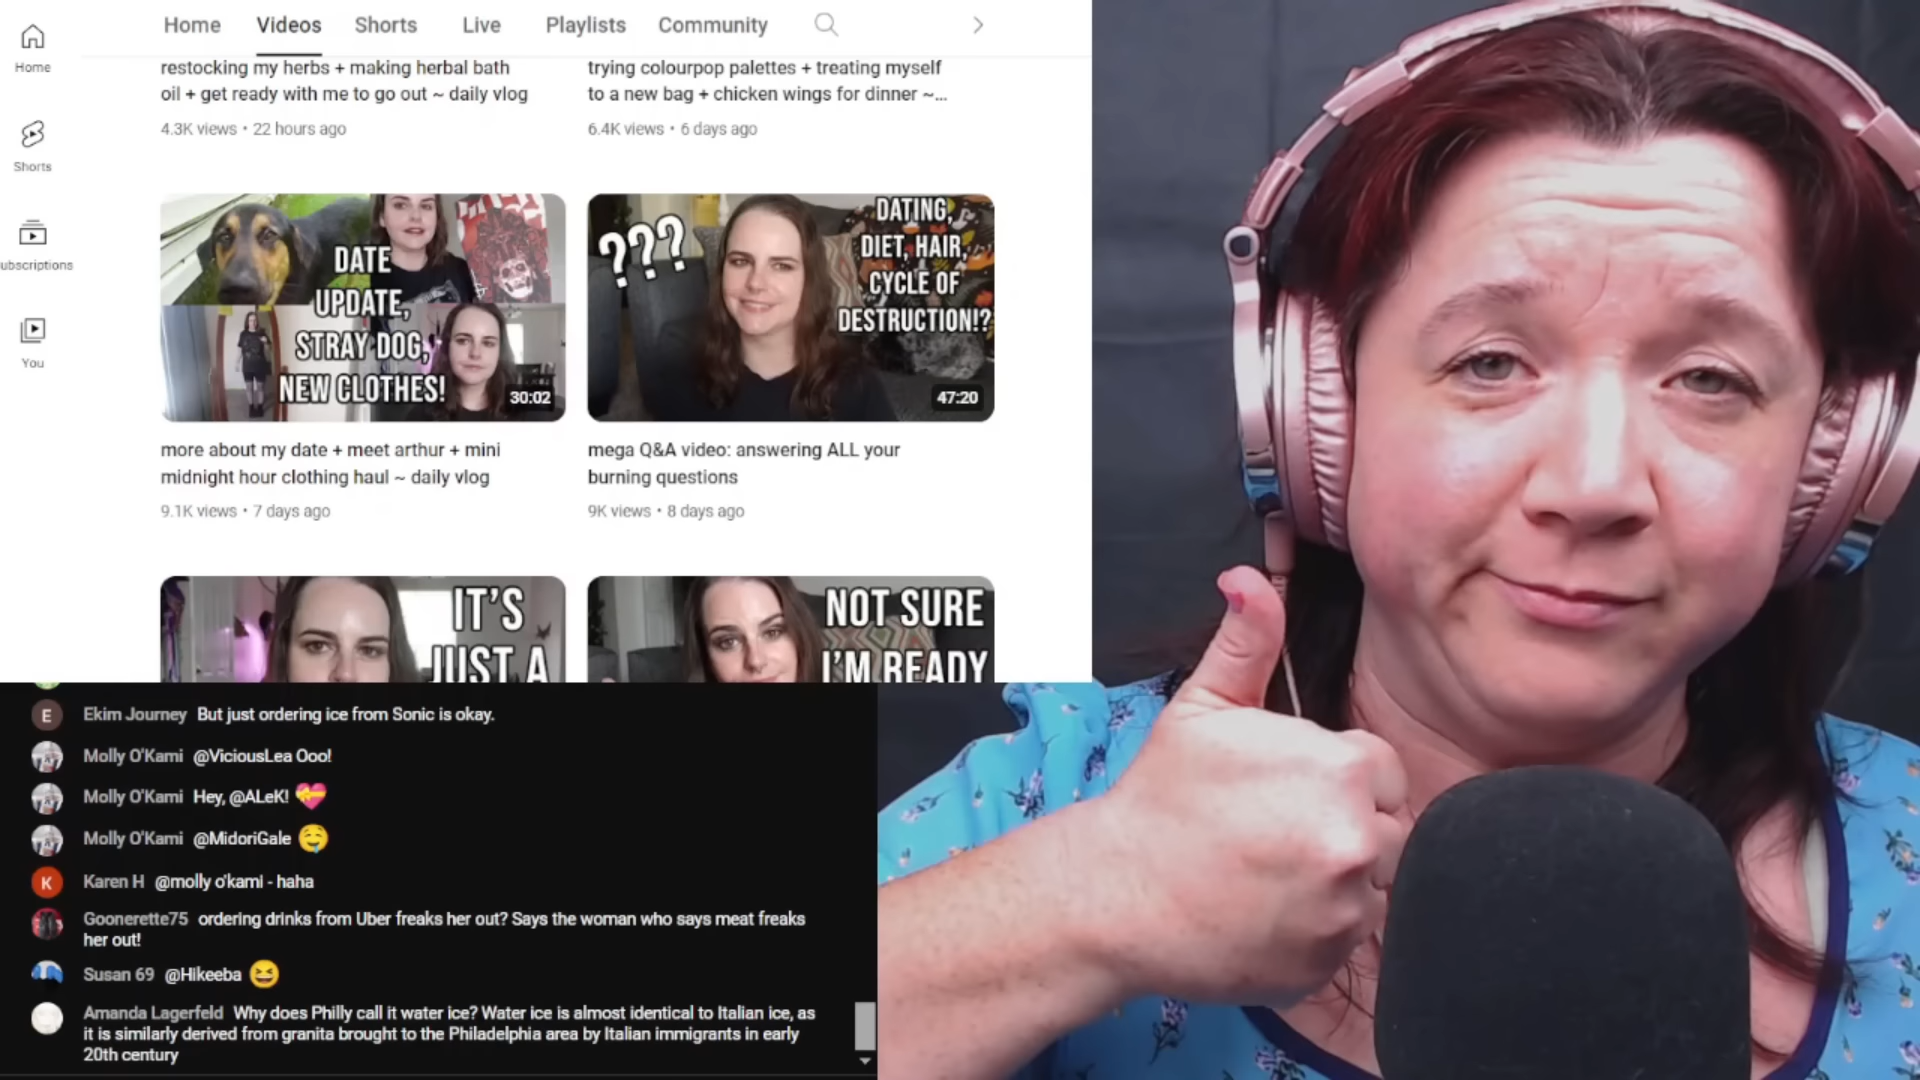 Home Videos Shorts Live Playlists Community
Home
Shorts
ubscriptions
You
restocking my herbs + making herbal bath
oil + get ready with me to go out ~ daily vlog
4.3K views • 22 hours ago
trying colourpop palettes + treating myself
to a new bag + chicken wings for dinner ~...
6.4K views • 6 days ago
DATE
UPDATE,
STRAY DOG,
NEW CLOTHES!
30:02
???
DATING,
DIET, HAIR,
CYCLE OF
DESTRUCTION!?
47:20
more about my date + meet arthur + mini
midnight hour clothing haul ~ daily vlog
9.1K views • 7 days ago
mega Q&A video: answering ALL your
burning questions
9K views • 8 days ago
IT'S
JUST A
NOT SURE
I'M READY
E Ekim Journey But just ordering ice from Sonic is okay.
Molly O'Kami @ViciousLea Ooo!
Molly O'Kami Hey, @ALeK! 💝
Molly O'Kami @MidoriGale 🤤
K Karen H @molly o'kami - haha
Goonerette75 ordering drinks from Uber freaks her out? Says the woman who says meat freaks
her out!
Susan 69 @Hikeeba 😆
Amanda Lagerfeld Why does Philly call it water ice? Water ice is almost identical to Italian ice, as
it is similarly derived from granita brought to the Philadelphia area by Italian immigrants in early
20th century